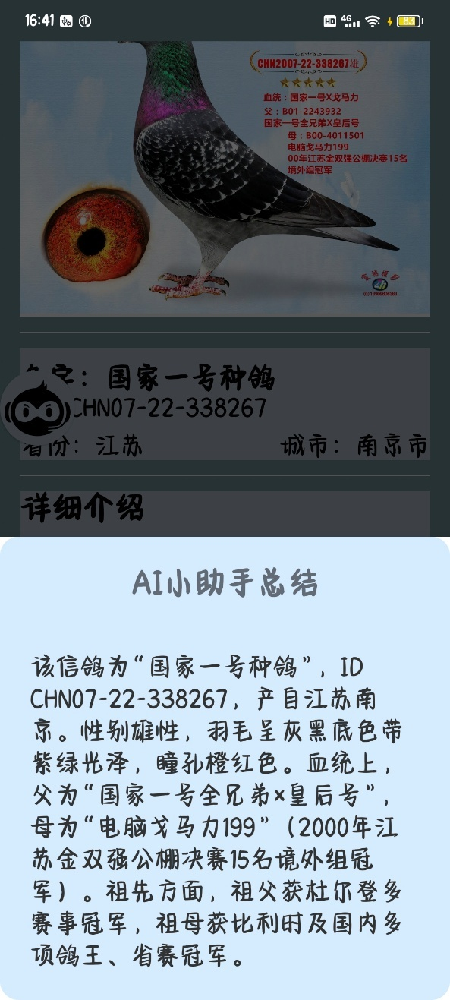 16:41
HD 4G 83
CHN2007-22-338267雄
血统：国家一号X戈马力
父：B01-2243932
国家一号全兄弟X皇后号
母：B00-4011501
电脑戈马力199
00年江苏金双强公棚决赛15名
境外组冠军
字：国家一号种鸽
CHN07-22-338267
省份：江苏 城市：南京市
详细介绍
AI小助手总结
该信鸽为“国家一号种鸽”，ID
CHN07-22-338267，产自江苏南
京。性别雄性，羽毛呈灰黑底色带
紫绿光泽，瞳孔橙红色。血统上，
父为“国家一号全兄弟×皇后号”，
母为“电脑戈马力199”（2000年江
苏金双强公棚决赛15名境外组冠
军）。祖先方面，祖父获杜尔登多
赛事冠军，祖母获比利时及国内多
项鸽王、省赛冠军。